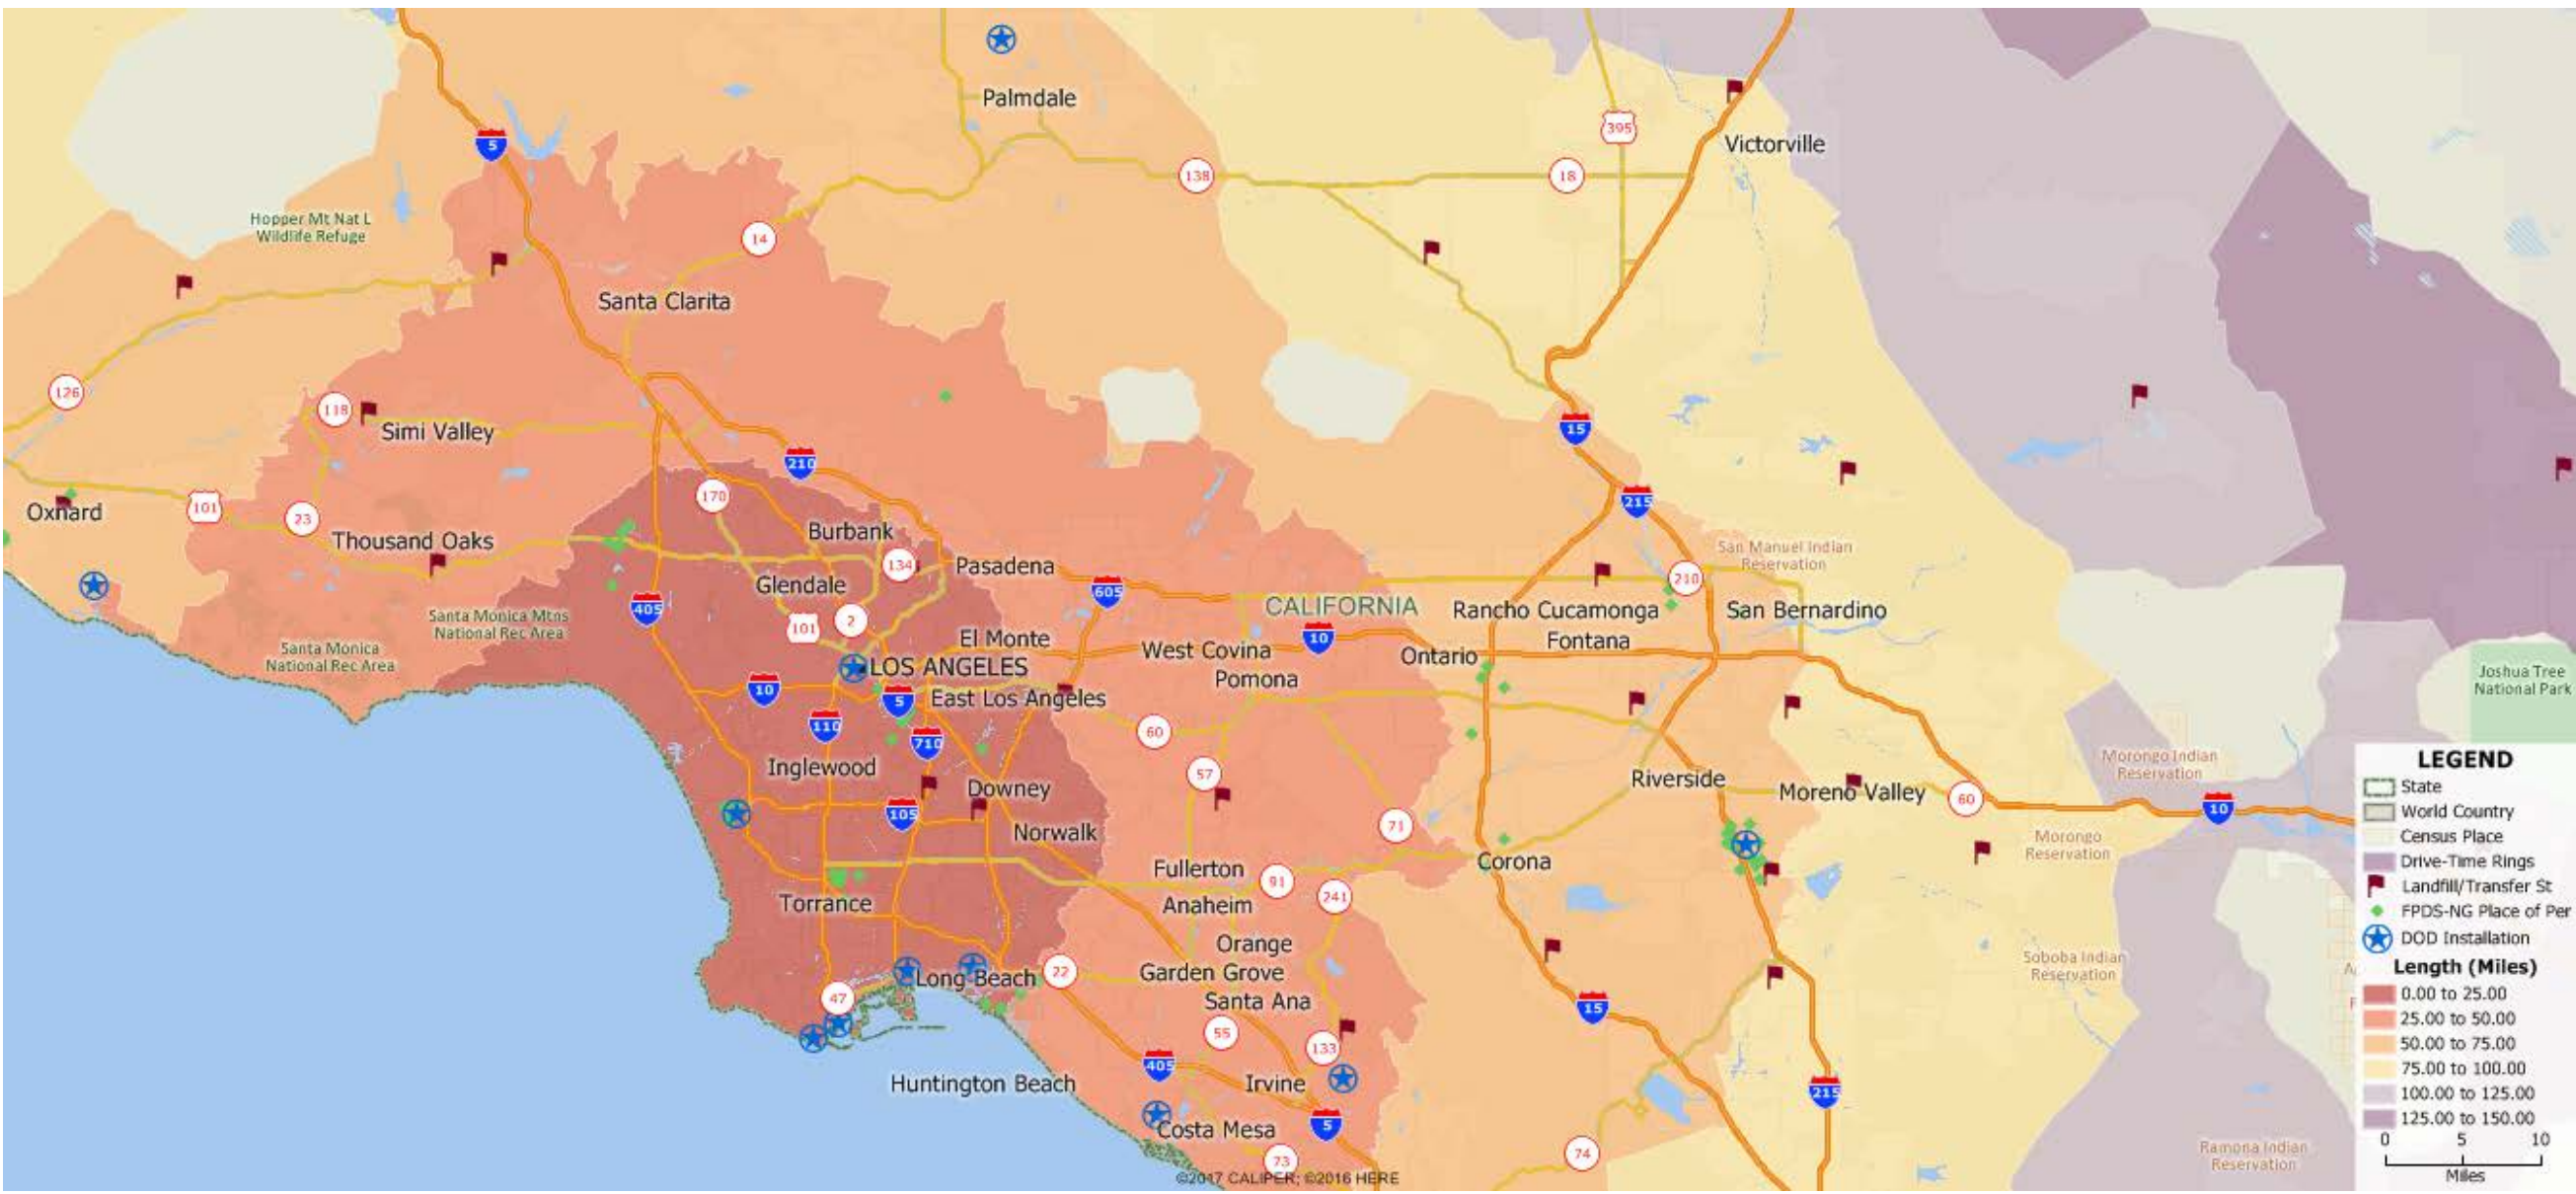 Palmdale
5
395
Victorville
138
18
Hopper Mt Nat L
Wildlife Refuge
14
Santa Clarita
126
118
Simi Valley
15
210
170
215
Oxnard
101
23
Thousand Oaks
Burbank
134
Pasadena
San Manuel Indian
Reservation
210
Glendale
605
405
CALIFORNIA
Rancho Cucamonga
San Bernardino
Santa Monica Mtns
National Rec Area
101
2
El Monte
10
Fontana
Santa Monica
National Rec Area
West Covina
Ontario
LOS ANGELES
Pomona
Joshua Tree
National Park
10
5
East Los Angeles
110
710
60
Inglewood
57
Riverside
Morongo Indian
Reservation
Downey
Moreno Valley
60
10
105
Norwalk
71
Morongo
Reservation
Fullerton
91
Corona
241
Torrance
Anaheim
Orange
Long Beach
22
Garden Grove
Soboba Indian
Reservation
47
Santa Ana
15
55
133
405
Huntington Beach
Irvine
215
Costa Mesa
5
73
74
Ramona Indian
Reservation
LEGEND
State
World Country
Census Place
Drive-Time Rings
Landfill/Transfer St
FPDS-NG Place of Per
DOD Installation
Length (Miles)
0.00 to 25.00
25.00 to 50.00
50.00 to 75.00
75.00 to 100.00
100.00 to 125.00
125.00 to 150.00
0 5 10
Miles
©2017 CALIPER; ©2016 HERE